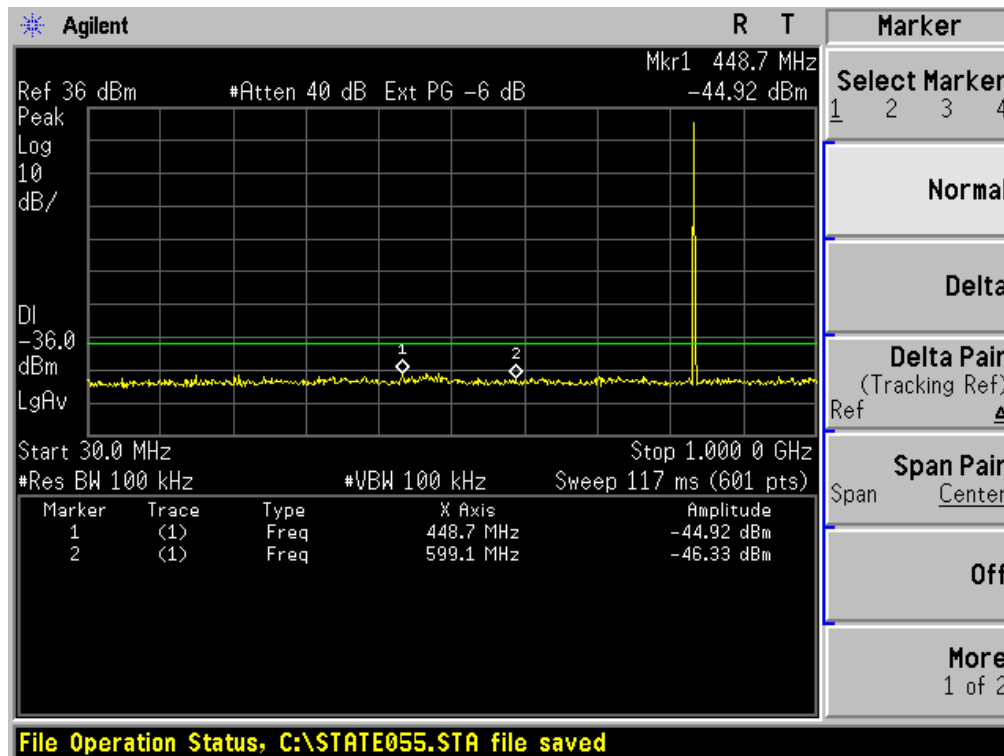 Agilent R T
Mkr1 448.7 MHz
Ref 36 dBm #Atten 40 dB Ext PG -6 dB -44.92 dBm
Peak
Log
10
dB/
DI
-36.0
dBm
LgAv
1
2
Start 30.0 MHz Stop 1.000 0 GHz
#Res BW 100 kHz #VBW 100 kHz Sweep 117 ms (601 pts)
Marker Trace Type X Axis Amplitude
1 (1) Freq 448.7 MHz -44.92 dBm
2 (1) Freq 599.1 MHz -46.33 dBm
File Operation Status, C:\STATE055.STA file saved
Marker
Select Marker
1 2 3 4
Normal
Delta
Delta Pair
(Tracking Ref)
Ref Δ
Span Pair
Span Center
Off
More
1 of 2